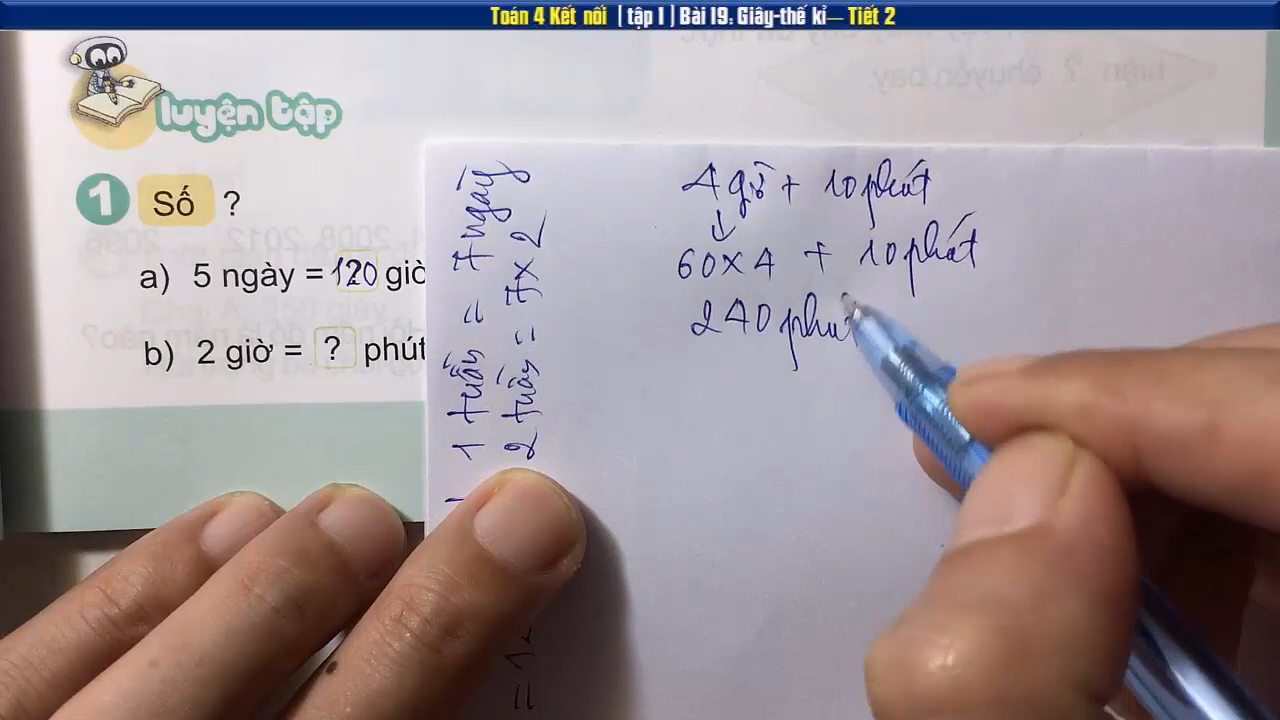 Toán 4 Kết nối ( tập 1 ) Bài 19: Giây-thế kỉ— Tiết 2
luyện tập
1 Số ?
a) 5 ngày = 120 giờ
b) 2 giờ = ? phút
1 tuần = 7 ngày
2 tuần = 7 x 2
4 giờ + 10 phút
60 x 4 + 10 phút
240 phút